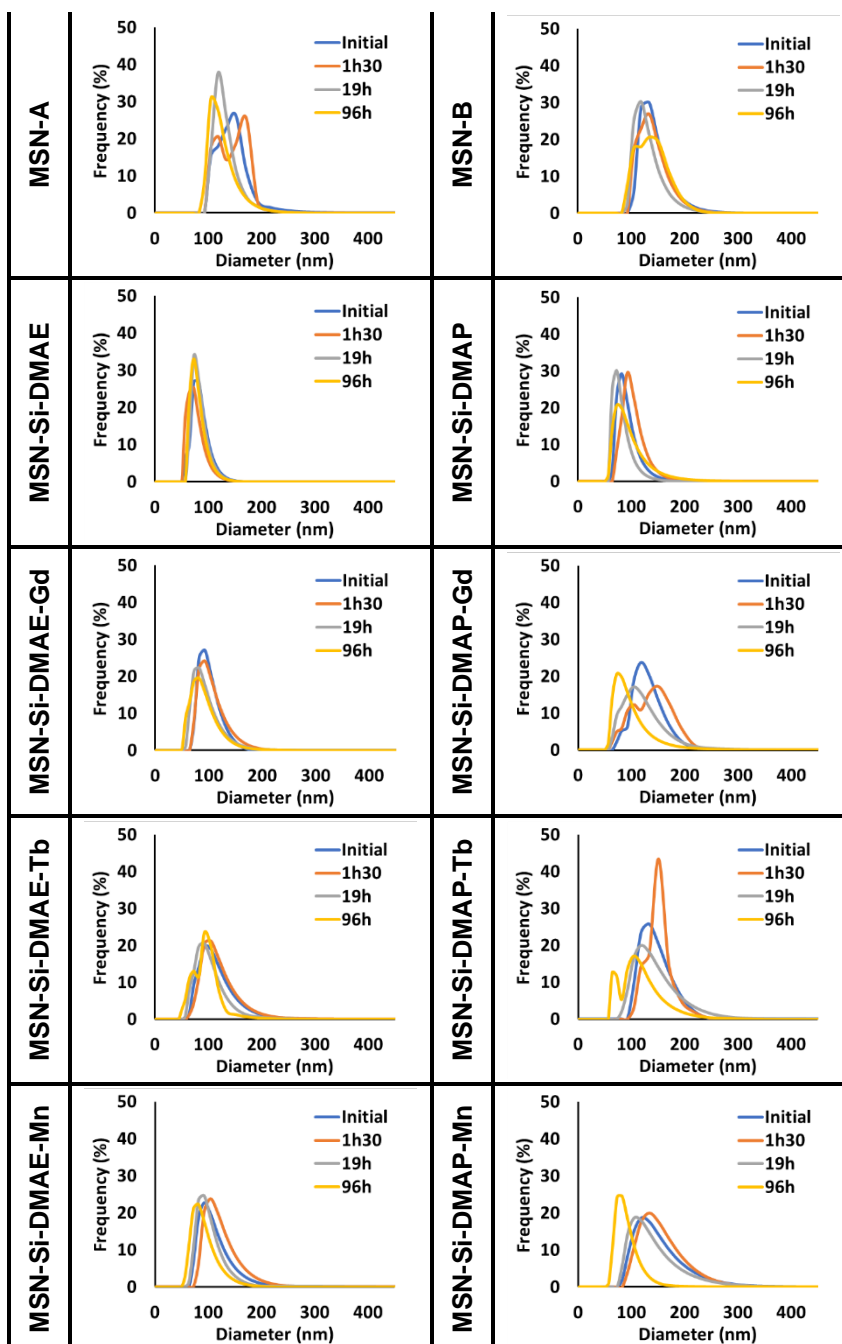 MSN-A
Frequency (%)
50
40
30
20
10
0
0 100 200 300 400
Diameter (nm)
Initial
1h30
19h
96h
MSN-B
Frequency (%)
50
40
30
20
10
0
0 100 200 300 400
Diameter (nm)
Initial
1h30
19h
96h
MSN-Si-DMAE
Frequency (%)
50
40
30
20
10
0
0 100 200 300 400
Diameter (nm)
Initial
1h30
19h
96h
MSN-Si-DMAP
Frequency (%)
50
40
30
20
10
0
0 100 200 300 400
Diameter (nm)
Initial
1h30
19h
96h
MSN-Si-DMAE-Gd
Frequency (%)
50
40
30
20
10
0
0 100 200 300 400
Diameter (nm)
Initial
1h30
19h
96h
MSN-Si-DMAP-Gd
Frequency (%)
50
40
30
20
10
0
0 100 200 300 400
Diameter (nm)
Initial
1h30
19h
96h
MSN-Si-DMAE-Tb
Frequency (%)
50
40
30
20
10
0
0 100 200 300 400
Diameter (nm)
Initial
1h30
19h
96h
MSN-Si-DMAP-Tb
Frequency (%)
50
40
30
20
10
0
0 100 200 300 400
Diameter (nm)
Initial
1h30
19h
96h
MSN-Si-DMAE-Mn
Frequency (%)
50
40
30
20
10
0
0 100 200 300 400
Diameter (nm)
Initial
1h30
19h
96h
MSN-Si-DMAP-Mn
Frequency (%)
50
40
30
20
10
0
0 100 200 300 400
Diameter (nm)
Initial
1h30
19h
96h